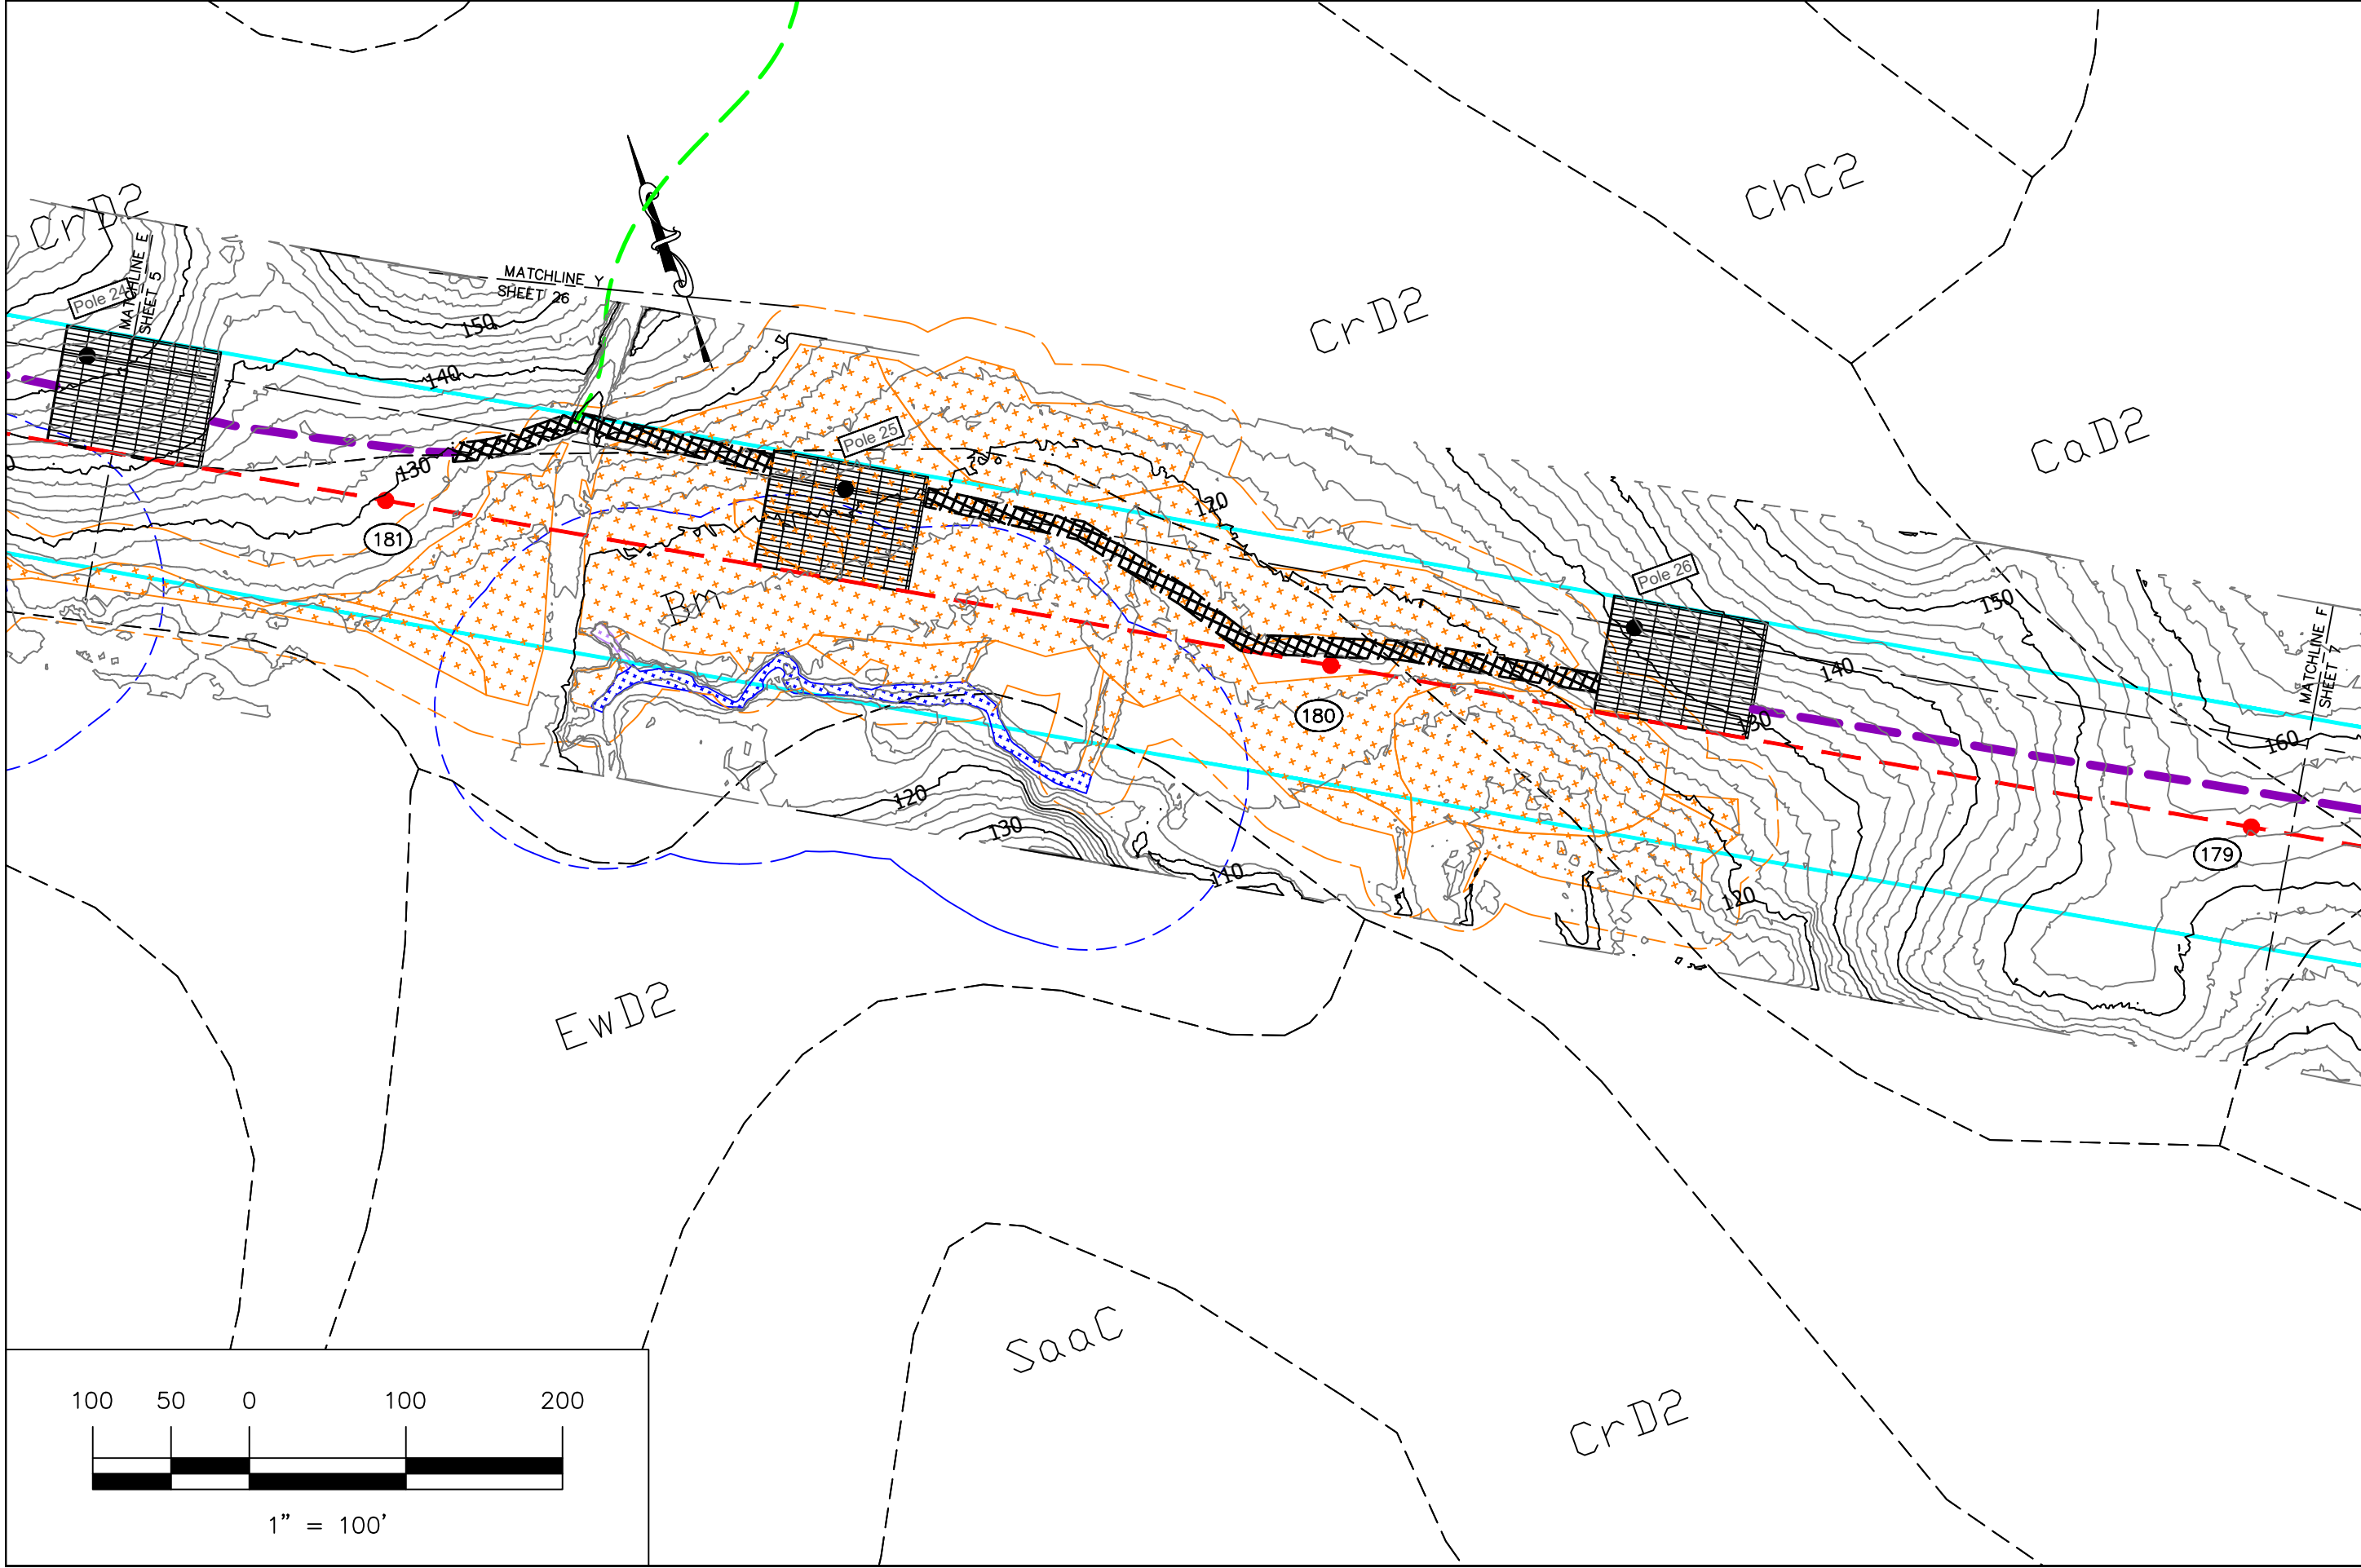 CrD2
ChC2
MATCHLINE E
SHEET 5
Pole 24
MATCHLINE Y
SHEET 26
150
CrD2
140
CaD2
Pole 25
130
120
181
Pole 26
150
Bm
MATCHLINE F
SHEET 7
140
180
130
160
120
130
179
110
120
EwD2
SaaC
CrD2
100 50 0 100 200
1" = 100'